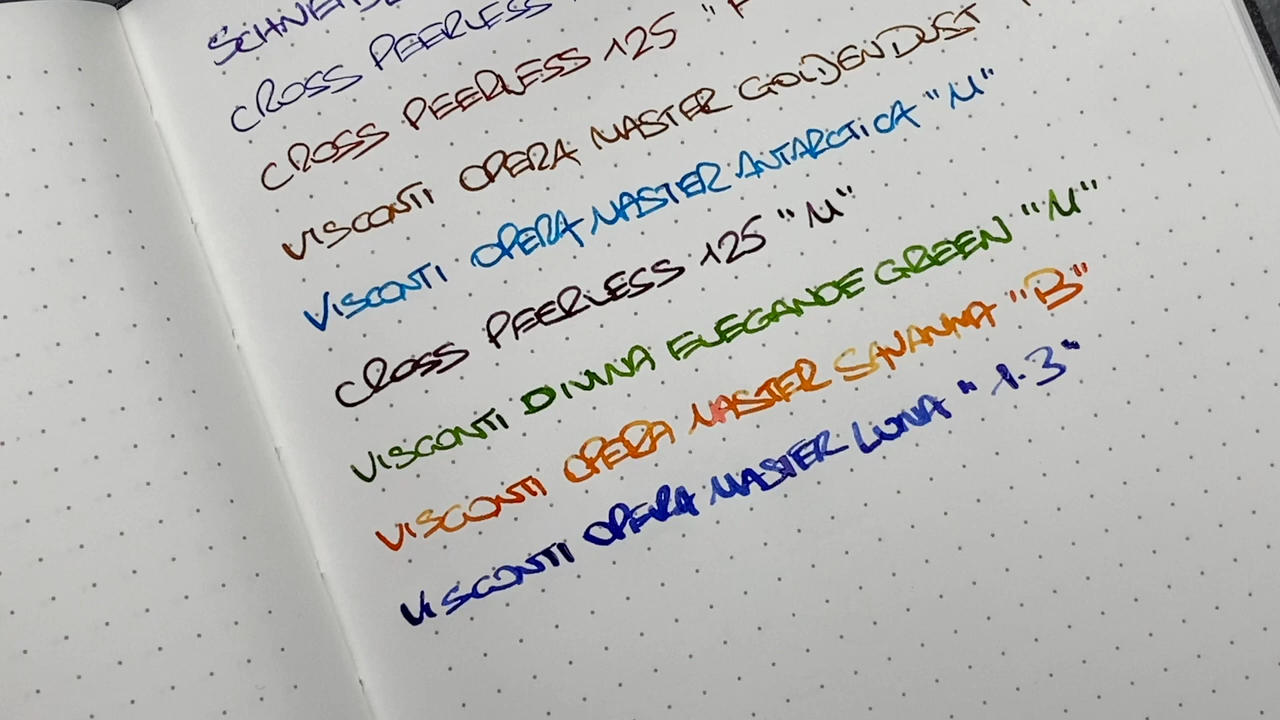 CROSS PEERLESS
CROSS PEERLESS 125 "F
VISCONTI OPERA MASTER GOLDENDUST
VISCONTI OPERA MASTER ANTARCTICA "M"
CROSS PEERLESS 125 "M"
VISCONTI DIVINA ELEGANDE GREEN "M"
VISCONTI OPERA MASTER SAVANNA "B"
VISCONTI OPERA MASTER LUNA "1.3"